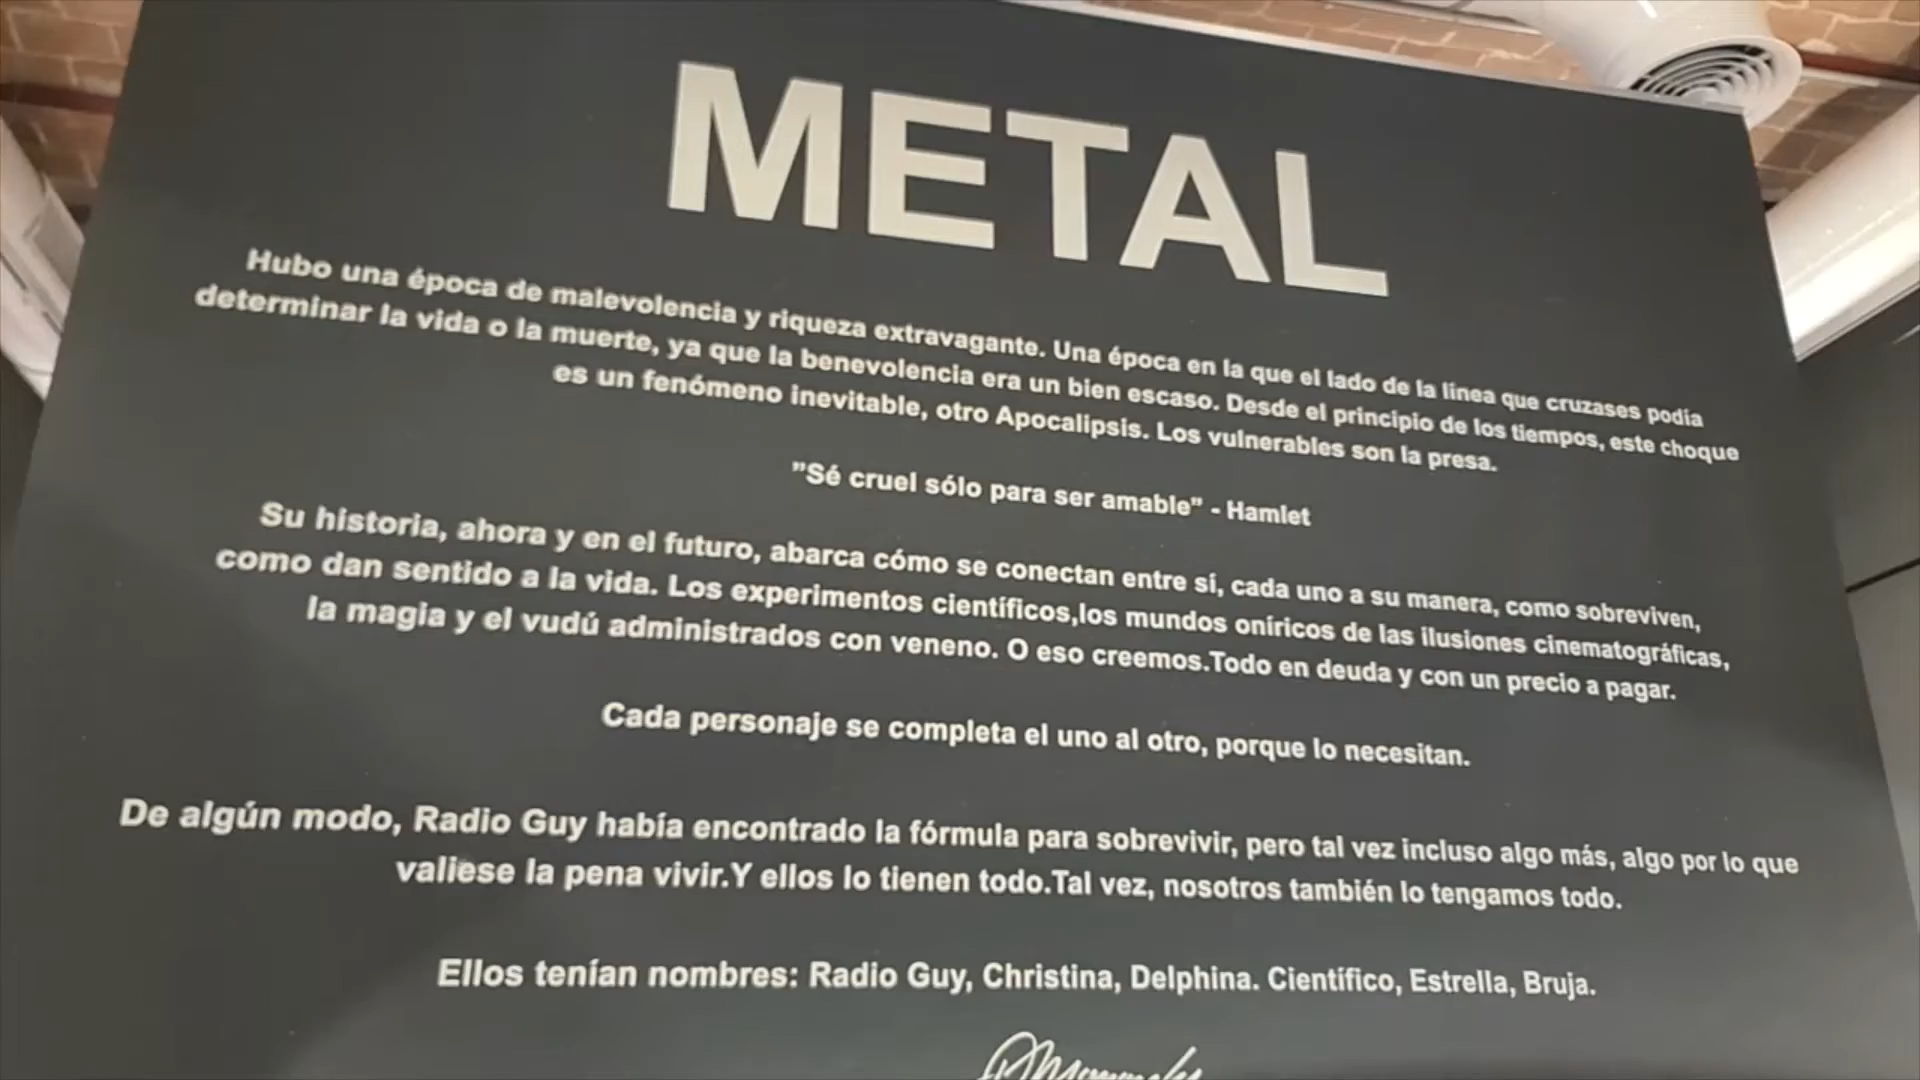 METAL
Hubo una época de malevolencia y riqueza extravagante. Una época en la que el lado de la línea que cruzases podía
determinar la vida o la muerte, ya que la benevolencia era un bien escaso. Desde el principio de los tiempos, este choque
es un fenómeno inevitable, otro Apocalipsis. Los vulnerables son la presa.
”Sé cruel sólo para ser amable” - Hamlet
Su historia, ahora y en el futuro, abarca cómo se conectan entre sí, cada uno a su manera, como sobreviven,
como dan sentido a la vida. Los experimentos científicos,los mundos oníricos de las ilusiones cinematográficas,
la magia y el vudú administrados con veneno. O eso creemos.Todo en deuda y con un precio a pagar.
Cada personaje se completa el uno al otro, porque lo necesitan.
De algún modo, Radio Guy había encontrado la fórmula para sobrevivir, pero tal vez incluso algo más, algo por lo que
valiese la pena vivir.Y ellos lo tienen todo.Tal vez, nosotros también lo tengamos todo.
Ellos tenían nombres: Radio Guy, Christina, Delphina. Científico, Estrella, Bruja.